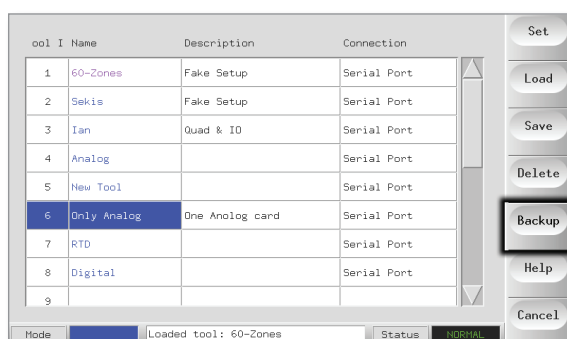 ool I Name Description Connection
1 60-Zones Fake Setup Serial Port
2 Sekis Fake Setup Serial Port
3 Ian Quad & IO Serial Port
4 Analog Serial Port
5 New Tool Serial Port
6 Only Analog One Anolog card Serial Port
7 RTD Serial Port
8 Digital Serial Port
9
Set
Load
Save
Delete
Backup
Help
Cancel
Mode Loaded tool: 60-Zones Status NORMAL